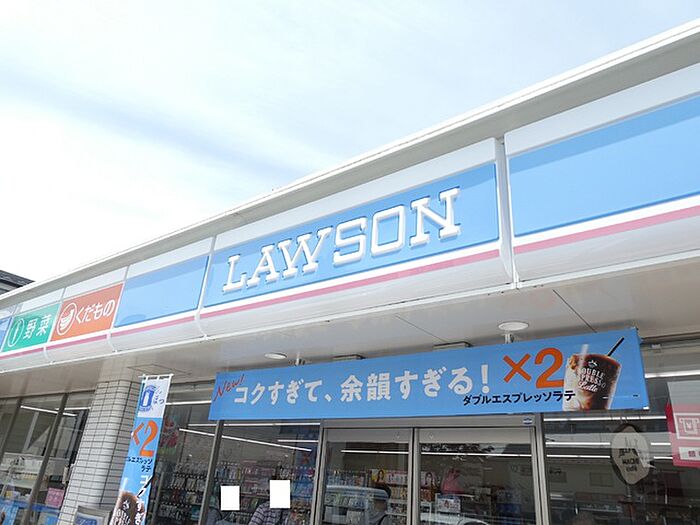 LAWSON
野菜
くだもの
New!
コクすぎて、余韻すぎる!
×2
ダブルエスプレッソラテ
DOUBLE
ESPRESSO
Latte
×2